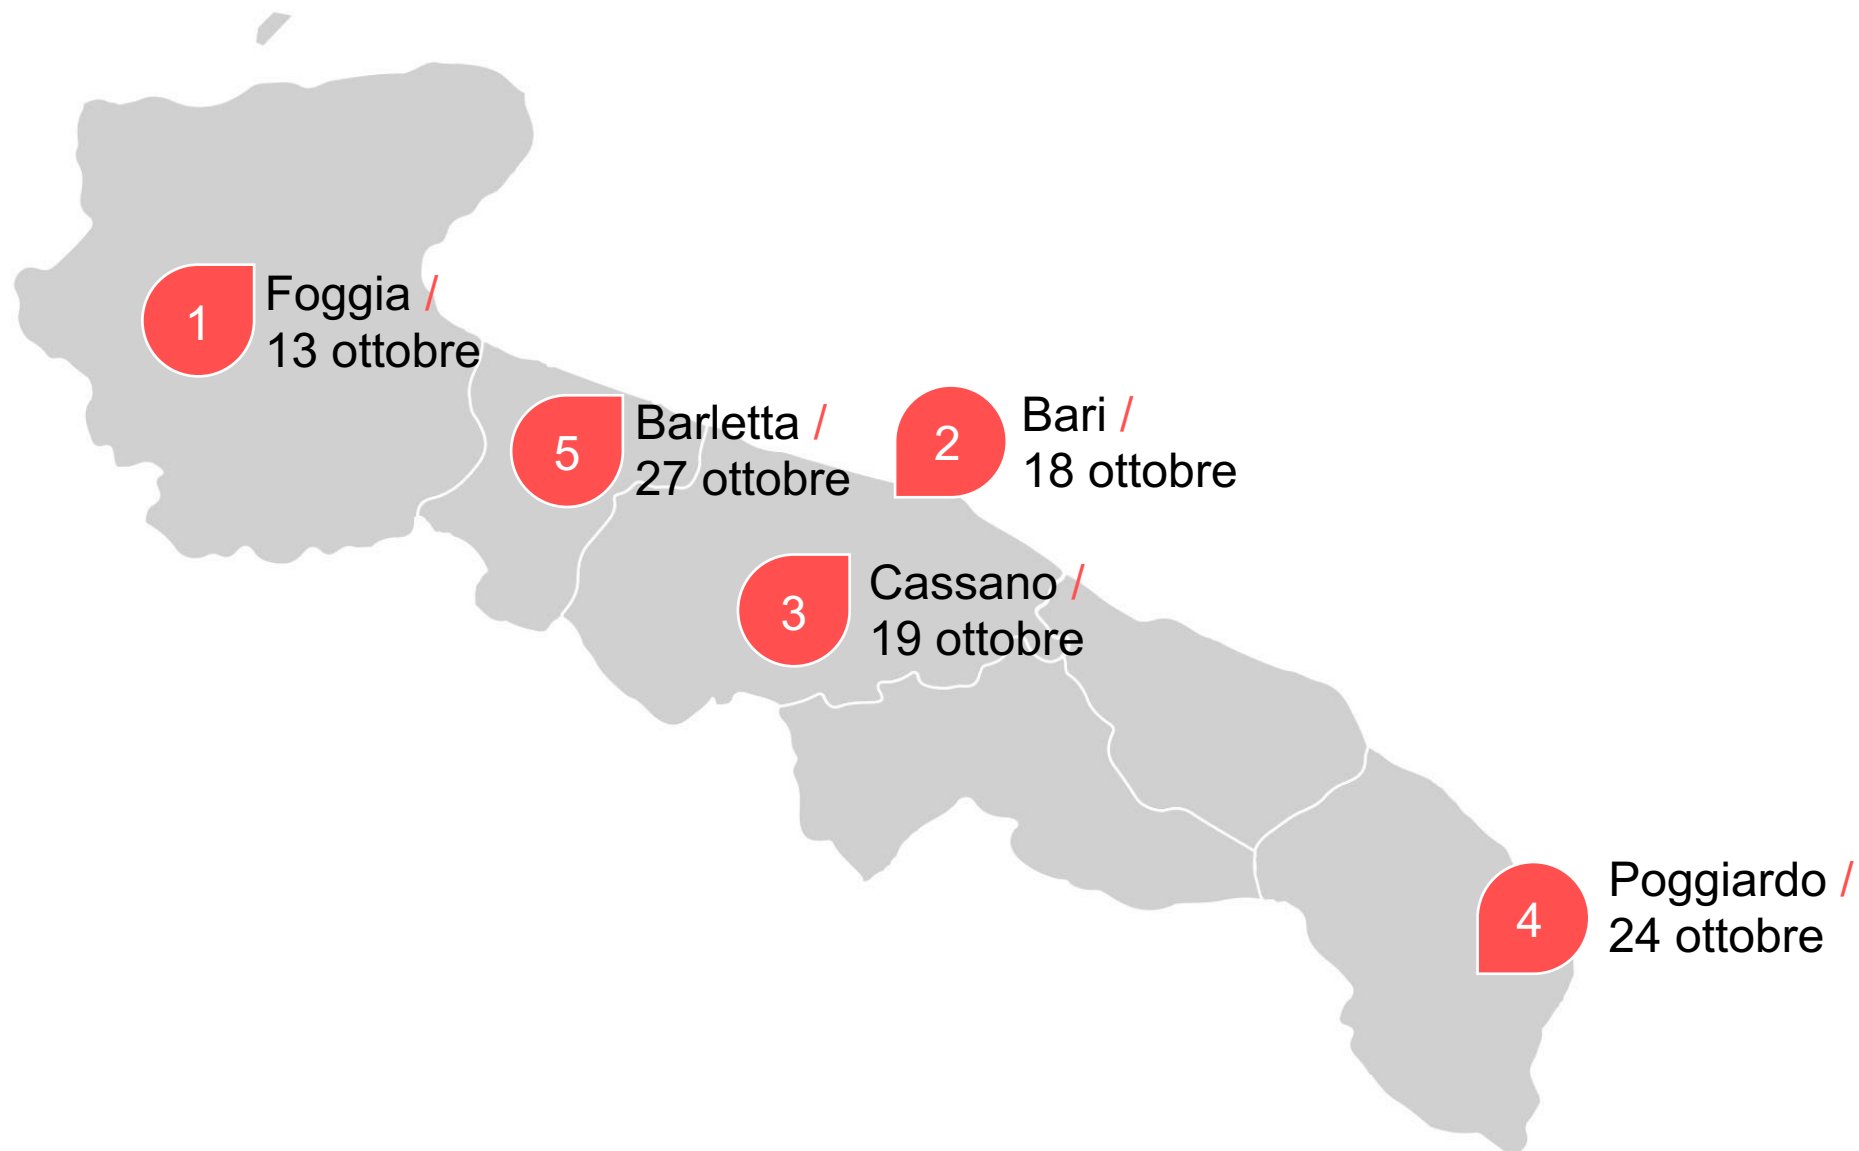 1
Foggia /
13 ottobre
5
Barletta /
27 ottobre
2
Bari /
18 ottobre
3
Cassano /
19 ottobre
4
Poggiardo /
24 ottobre